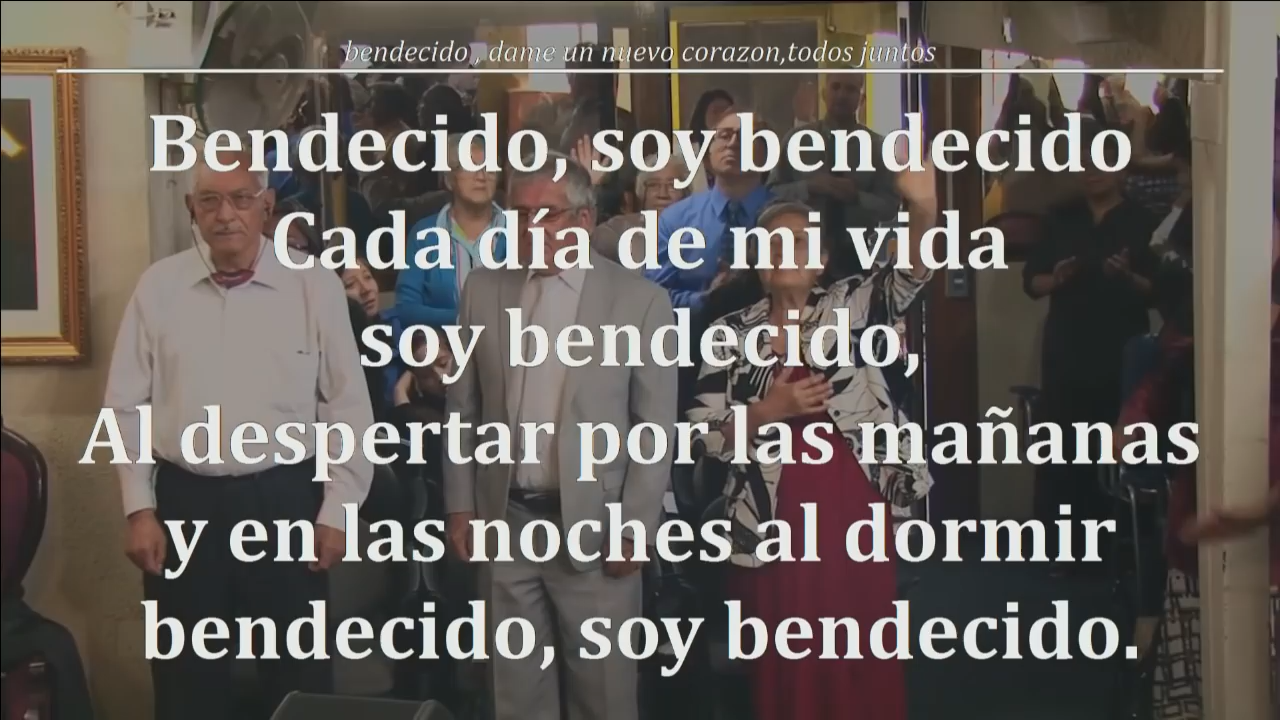 bendecido , dame un nuevo corazon,todos juntos
Bendecido, soy bendecido
Cada día de mi vida
soy bendecido,
Al despertar por las mañanas
y en las noches al dormir
bendecido, soy bendecido.